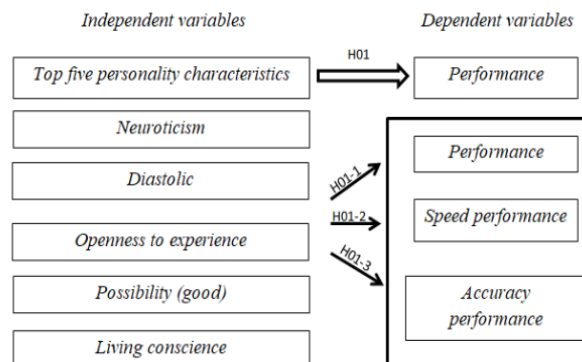 Independent variables
Dependent variables
Top five personality characteristics
H01
Performance
Neuroticism
Diastolic
Openness to experience
Possibility (good)
Living conscience
H01-1
H01-2
H01-3
Performance
Speed performance
Accuracy
performance